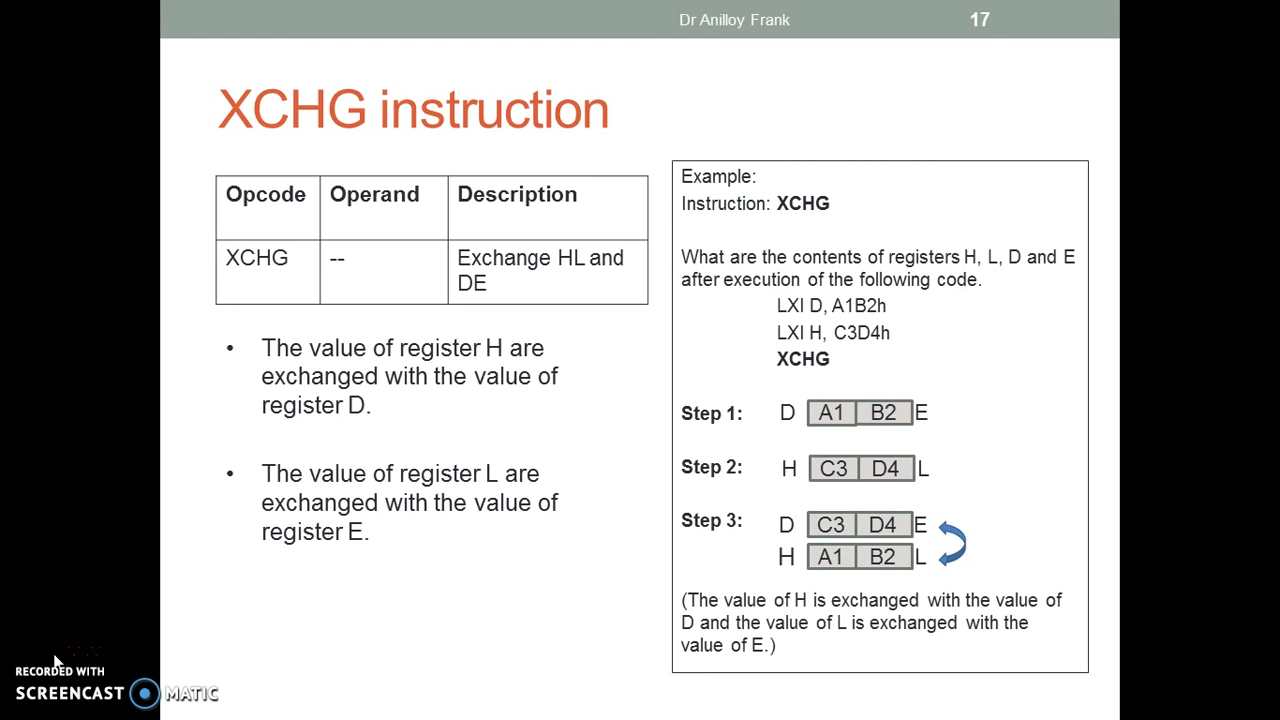 Dr Anilloy Frank 17
XCHG instruction
Opcode Operand Description
XCHG -- Exchange HL and
DE
• The value of register H are
exchanged with the value of
register D.
• The value of register L are
exchanged with the value of
register E.
Example:
Instruction: XCHG
What are the contents of registers H, L, D and E
after execution of the following code.
LXI D, A1B2h
LXI H, C3D4h
XCHG
Step 1: D A1 B2 E
Step 2: H C3 D4 L
Step 3: D C3 D4 E
H A1 B2 L
(The value of H is exchanged with the value of
D and the value of L is exchanged with the
value of E.)
RECORDED WITH
SCREENCAST MATIC